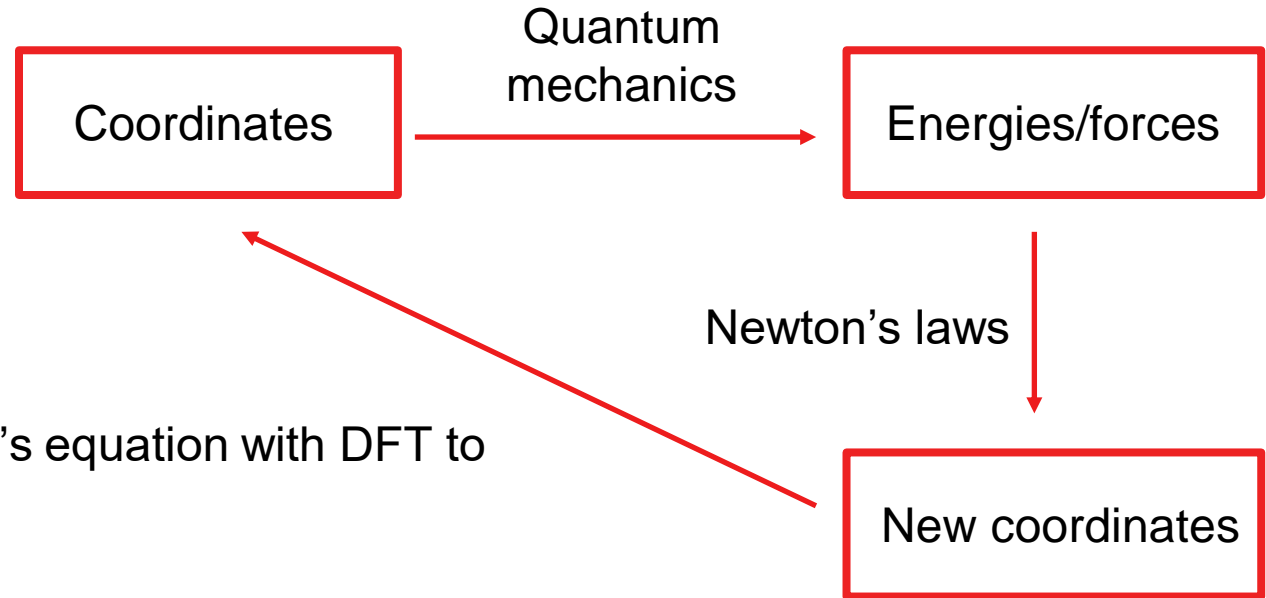 Quantum
mechanics
Coordinates
Energies/forces
Newton’s laws
’s equation with DFT to
New coordinates